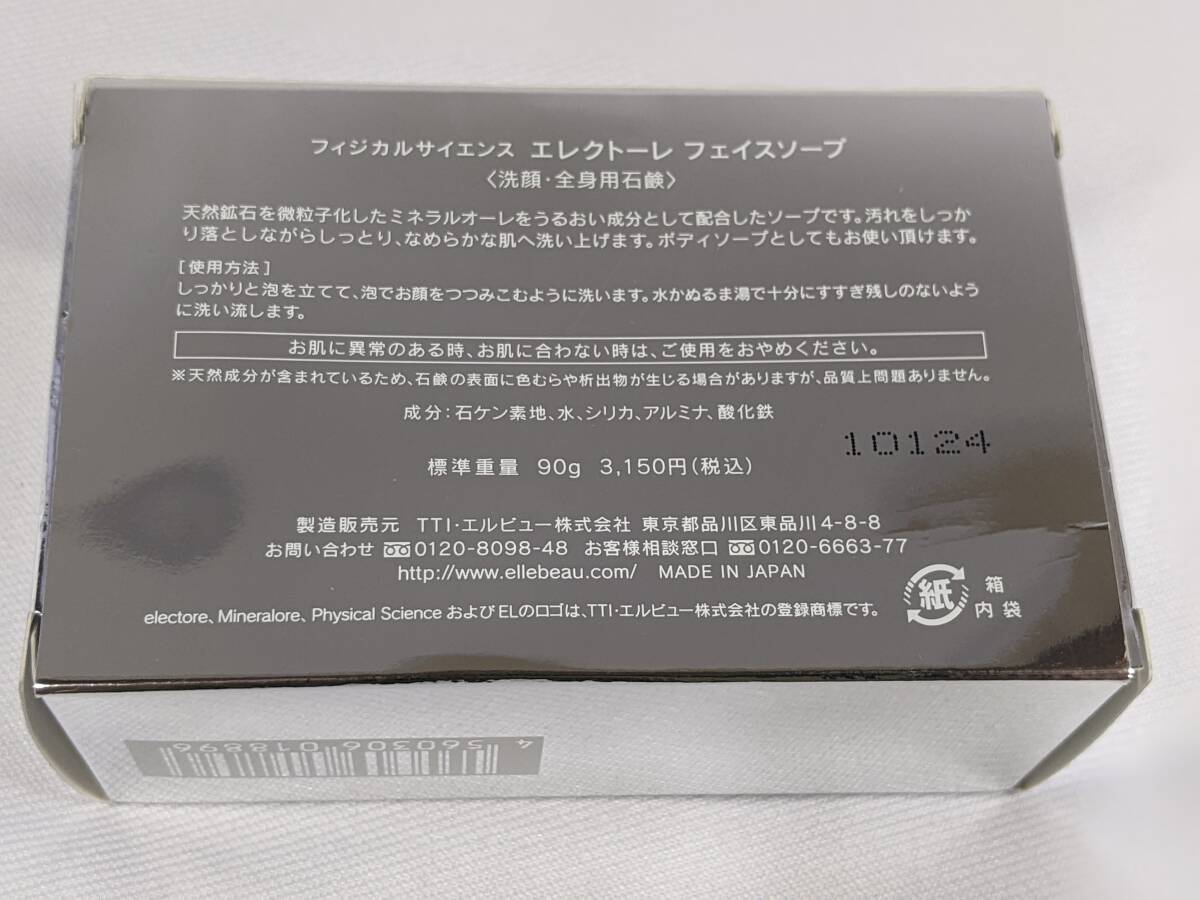 フィジカルサイエンス エレクトーレ フェイスソープ
〈洗顔・全身用石鹸〉
天然鉱石を微粒子化したミネラルオーレをうるおい成分として配合したソープです。汚れをしっか
り落としながらしっとり、なめらかな肌へ洗い上げます。ボディソープとしてもお使い頂けます。
[使用方法]
しっかりと泡を立てて、泡でお顔をつつみこむように洗います。水かぬるま湯で十分にすすぎ残しのないよう
に洗い流します。
お肌に異常のある時、お肌に合わない時は、ご使用をおやめください。
※天然成分が含まれているため、石鹸の表面に色むらや析出物が生じる場合がありますが、品質上問題ありません。
成分：石ケン素地、水、シリカ、アルミナ、酸化鉄
10124
標準重量 90g 3,150円(税込)
製造販売元 TTI・エルビュー株式会社 東京都品川区東品川4-8-8
お問い合わせ 0120-8098-48 お客様相談窓口 0120-6663-77
http://www.ellebeau.com/ MADE IN JAPAN
electore、Mineralore、Physical Science およびELのロゴは、TTI・エルビュー株式会社の登録商標です。
紙 箱
内袋
4 560306 018896